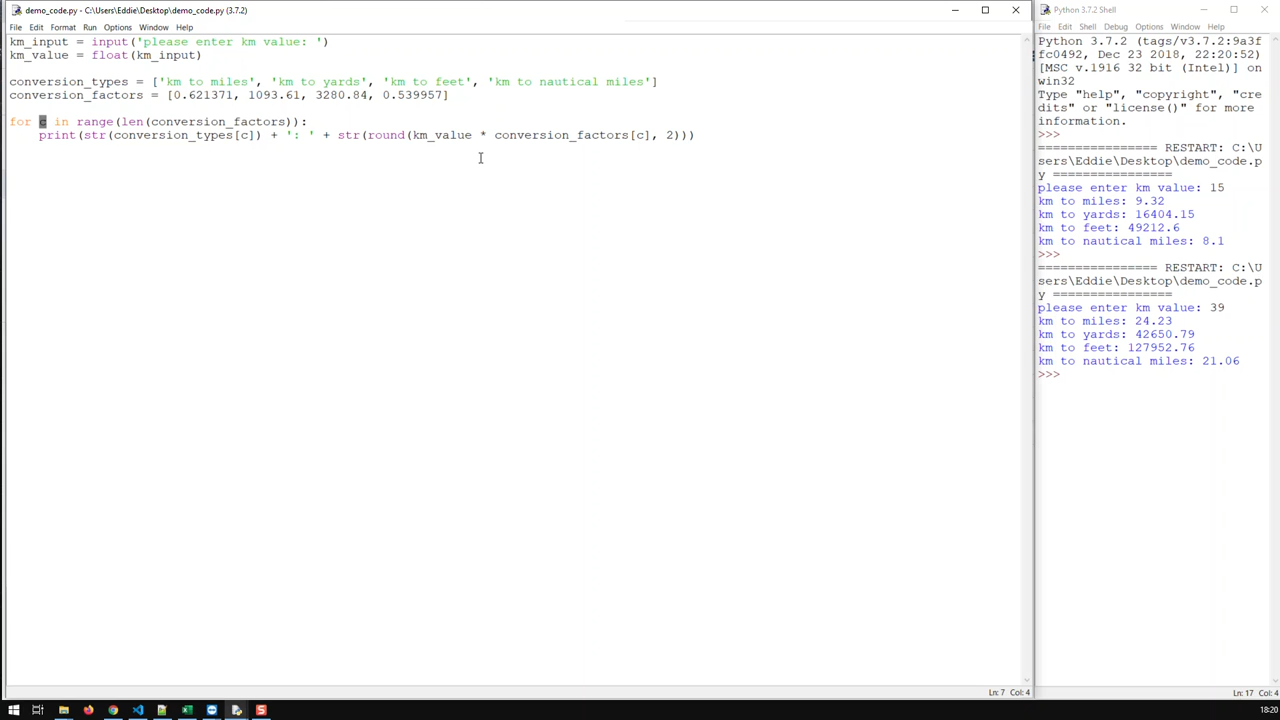 demo_code.py - C:\Users\Eddie\Desktop\demo_code.py (3.7.2)
File Edit Format Run Options Window Help
km_input = input('please enter km value: ')
km_value = float(km_input)
conversion_types = ['km to miles', 'km to yards', 'km to feet', 'km to nautical miles']
conversion_factors = [0.621371, 1093.61, 3280.84, 0.539957]
for c in range(len(conversion_factors)):
    print(str(conversion_types[c]) + ': ' + str(round(km_value * conversion_factors[c], 2)))
Ln: 7 Col: 4
Python 3.7.2 Shell
File Edit Shell Debug Options Window Help
Python 3.7.2 (tags/v3.7.2:9a3f
fc0492, Dec 23 2018, 22:20:52)
[MSC v.1916 32 bit (Intel)] on
win32
Type "help", "copyright", "cre
dits" or "license()" for more
information.
>>>
================ RESTART: C:\U
sers\Eddie\Desktop\demo_code.p
y ================
please enter km value: 15
km to miles: 9.32
km to yards: 16404.15
km to feet: 49212.6
km to nautical miles: 8.1
>>>
================ RESTART: C:\U
sers\Eddie\Desktop\demo_code.p
y ================
please enter km value: 39
km to miles: 24.23
km to yards: 42650.79
km to feet: 127952.76
km to nautical miles: 21.06
>>>
Ln: 17 Col: 4
18:20